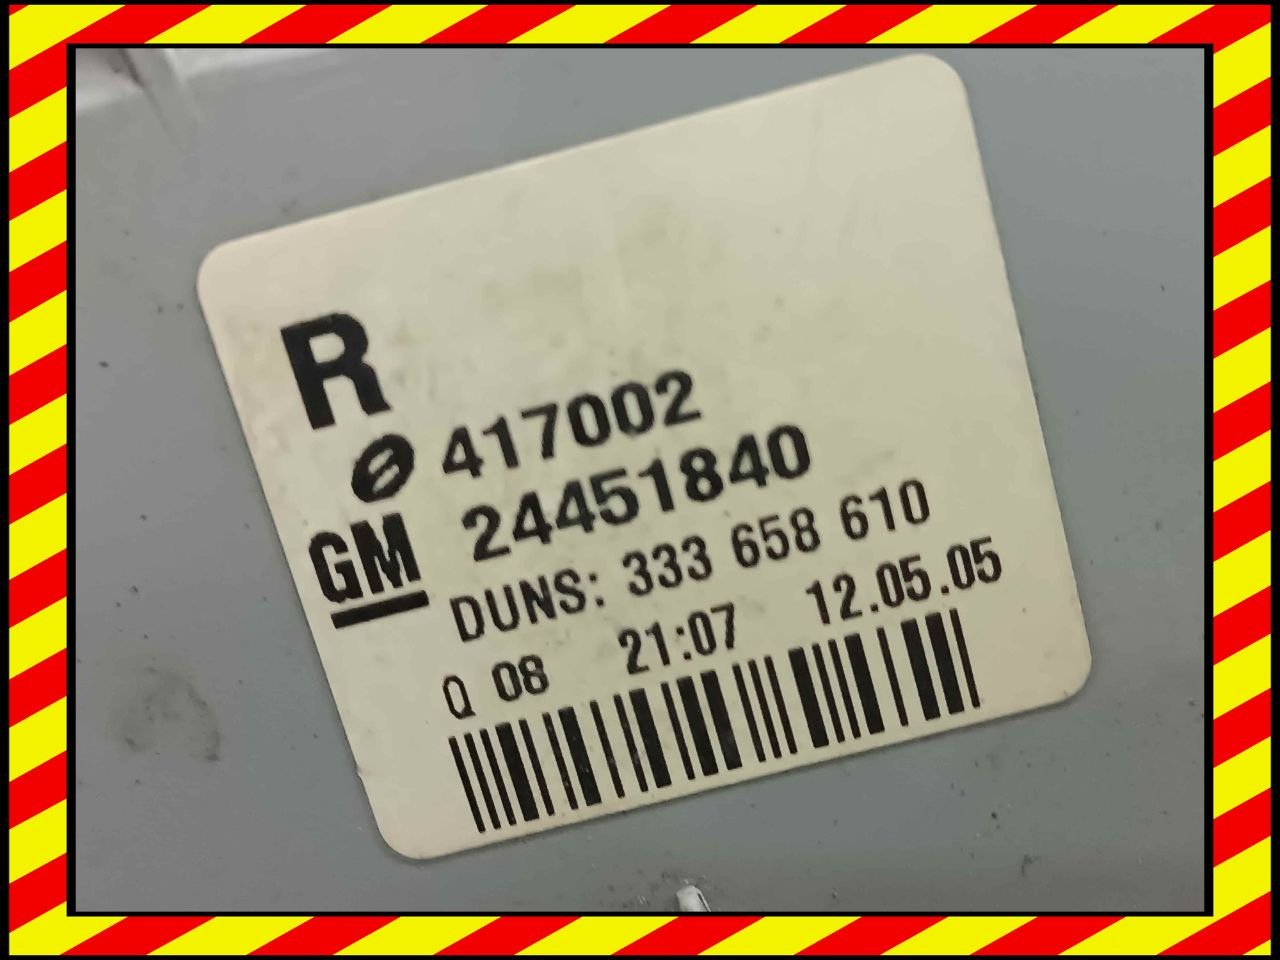 R
417002
GM 24451840
DUNS: 333 658 610
Q 08 21:07 12.05.05